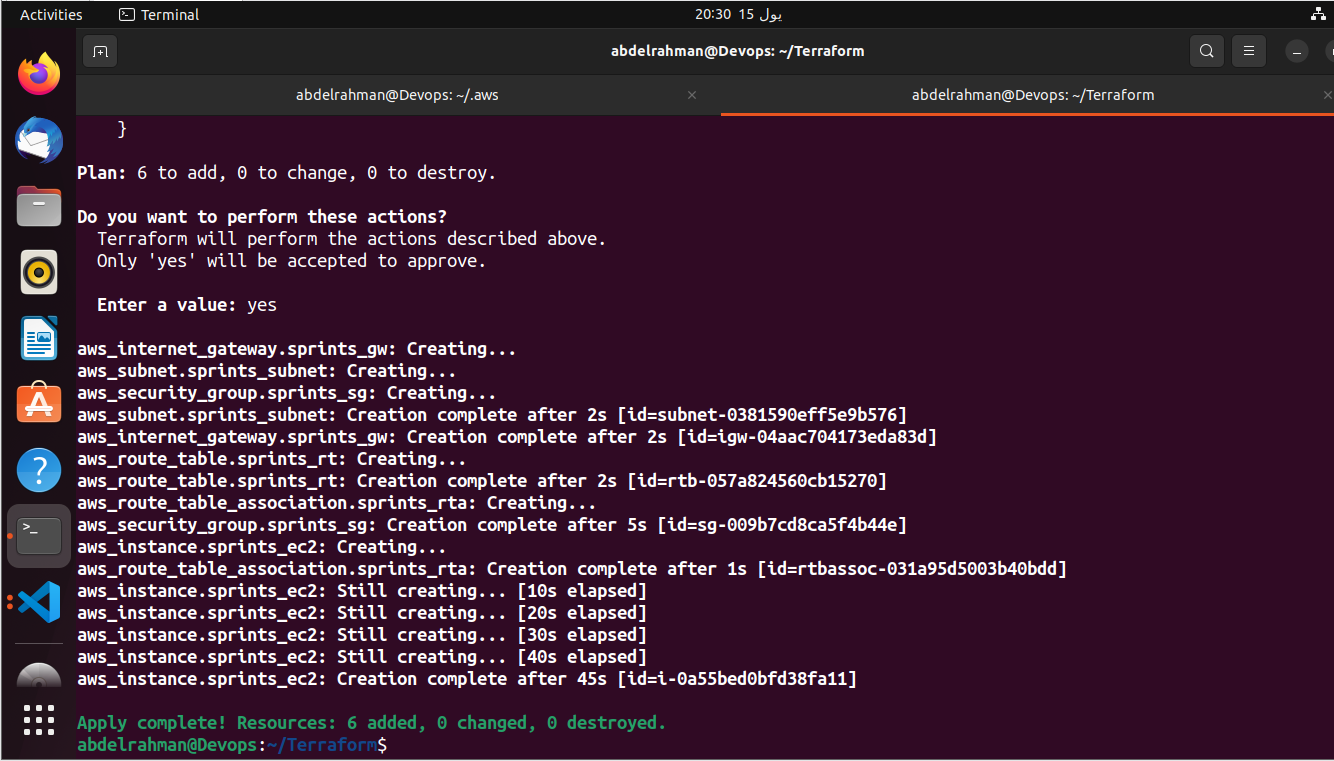 Activities
Terminal
20:30 15 يول
abdelrahman@Devops: ~/Terraform
abdelrahman@Devops: ~/.aws
abdelrahman@Devops: ~/Terraform
}
Plan: 6 to add, 0 to change, 0 to destroy.
Do you want to perform these actions?
Terraform will perform the actions described above.
Only 'yes' will be accepted to approve.
Enter a value: yes
aws_internet_gateway.sprints_gw: Creating...
aws_subnet.sprints_subnet: Creating...
aws_security_group.sprints_sg: Creating...
aws_subnet.sprints_subnet: Creation complete after 2s [id=subnet-0381590eff5e9b576]
aws_internet_gateway.sprints_gw: Creation complete after 2s [id=igw-04aac704173eda83d]
aws_route_table.sprints_rt: Creating...
aws_route_table.sprints_rt: Creation complete after 2s [id=rtb-057a824560cb15270]
aws_route_table_association.sprints_rta: Creating...
aws_security_group.sprints_sg: Creation complete after 5s [id=sg-009b7cd8ca5f4b44e]
aws_instance.sprints_ec2: Creating...
aws_route_table_association.sprints_rta: Creation complete after 1s [id=rtbassoc-031a95d5003b40bdd]
aws_instance.sprints_ec2: Still creating... [10s elapsed]
aws_instance.sprints_ec2: Still creating... [20s elapsed]
aws_instance.sprints_ec2: Still creating... [30s elapsed]
aws_instance.sprints_ec2: Still creating... [40s elapsed]
aws_instance.sprints_ec2: Creation complete after 45s [id=i-0a55bed0bfd38fa11]
Apply complete! Resources: 6 added, 0 changed, 0 destroyed.
abdelrahman@Devops:~/Terraform$